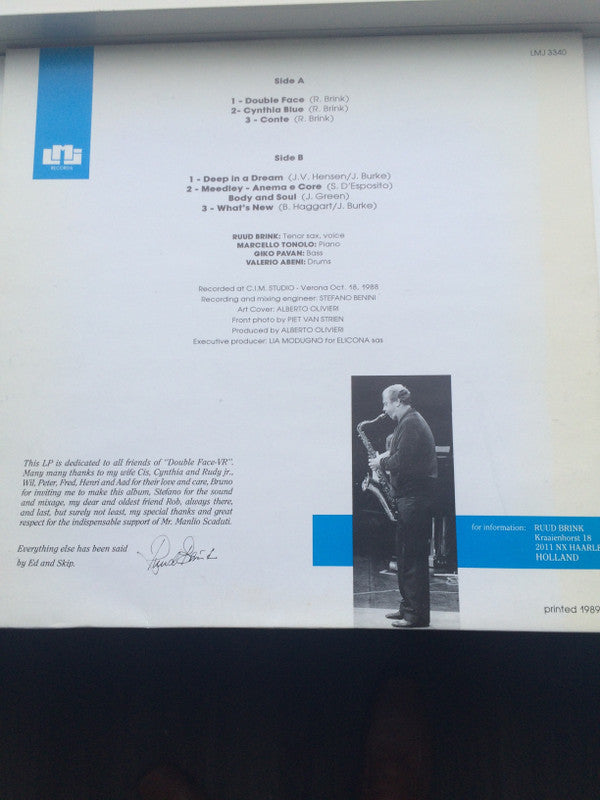 LMJ 3340
LMJ
RECORDS
Side A
1 - Double Face (R. Brink)
2- Cynthia Blue (R. Brink)
3 - Conte (R. Brink)
Side B
1 - Deep in a Dream (J.V. Hensen/J. Burke)
2 - Meedley - Anema e Core (S. D'Esposito)
Body and Soul (J. Green)
3 - What's New (B. Haggart/J. Burke)
RUUD BRINK: Tenor sax, voice
MARCELLO TONOLO: Piano
GIKO PAVAN: Bass
VALERIO ABENI: Drums
Recorded at C.I.M. STUDIO - Verona Oct. 18, 1988
Recording and mixing engineer: STEFANO BENINI
Art Cover: ALBERTO OLIVIERI
Front photo by PIET VAN STRIEN
Produced by ALBERTO OLIVIERI
Executive producer: LIA MODUGNO for ELICONA sas
This LP is dedicated to all friends of "Double Face-VR".
Many many thanks to my wife Cis, Cynthia and Rudy jr.,
Wil, Peter, Fred, Henri and Aad for their love and care, Bruno
for inviting me to make this album, Stefano for the sound
and mixage, my dear and oldest friend Rob, always there,
and last, but surely not least, my special thanks and great
respect for the indispensable support of Mr. Manlio Scaduti.
Everything else has been said
by Ed and Skip.
Ruud Brink
for information: RUUD BRINK
Kraaienhorst 18
2011 NX HAARLE
HOLLAND
printed 1989